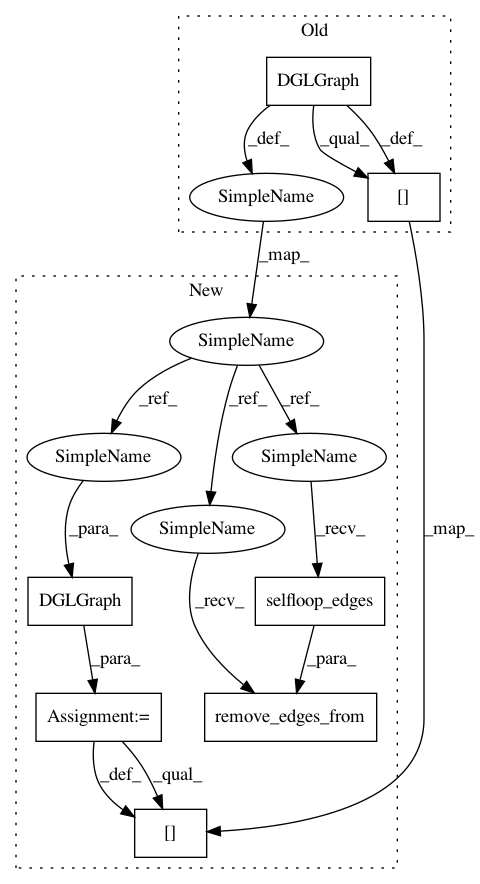 Old
DGLGraph
_def_
_qual_
_def_
SimpleName
[]
_map_
New
SimpleName
_ref_
_ref_
_ref_
SimpleName
SimpleName
SimpleName
_para_
_recv_
_map_
DGLGraph
selfloop_edges
_recv_
_para_
_para_
Assignment:=
remove_edges_from
_def_
_qual_
[]